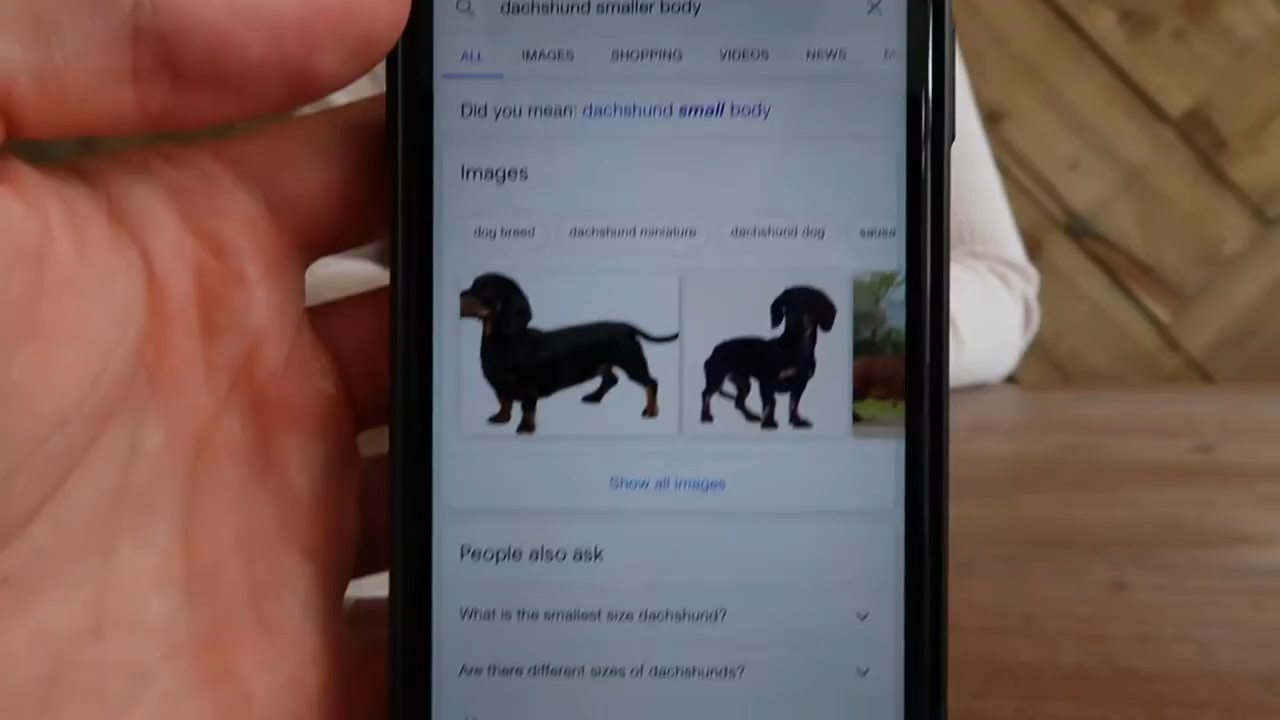 dachshund smaller body
ALL IMAGES SHOPPING VIDEOS NEWS
Did you mean: dachshund small body
Images
dog breed dachshund miniature dachshund dog sausa
Show all images
People also ask
What is the smallest size dachshund?
Are there different sizes of dachshunds?